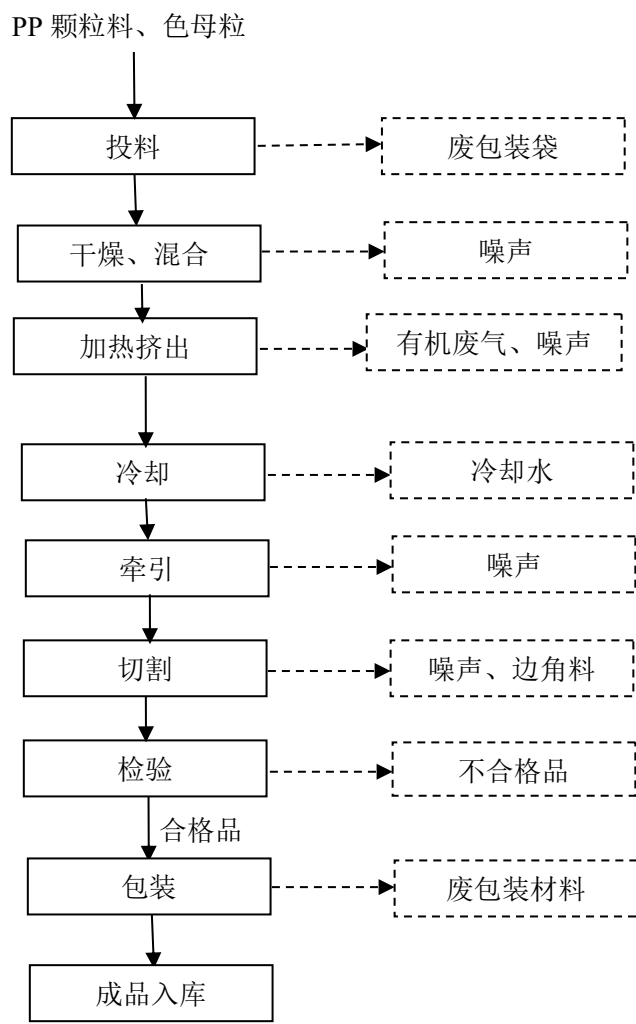 PP 颗粒料、色母粒
投料
废包装袋
干燥、混合
噪声
加热挤出
有机废气、噪声
冷却
冷却水
牵引
噪声
切割
噪声、边角料
检验
不合格品
合格品
包装
废包装材料
成品入库